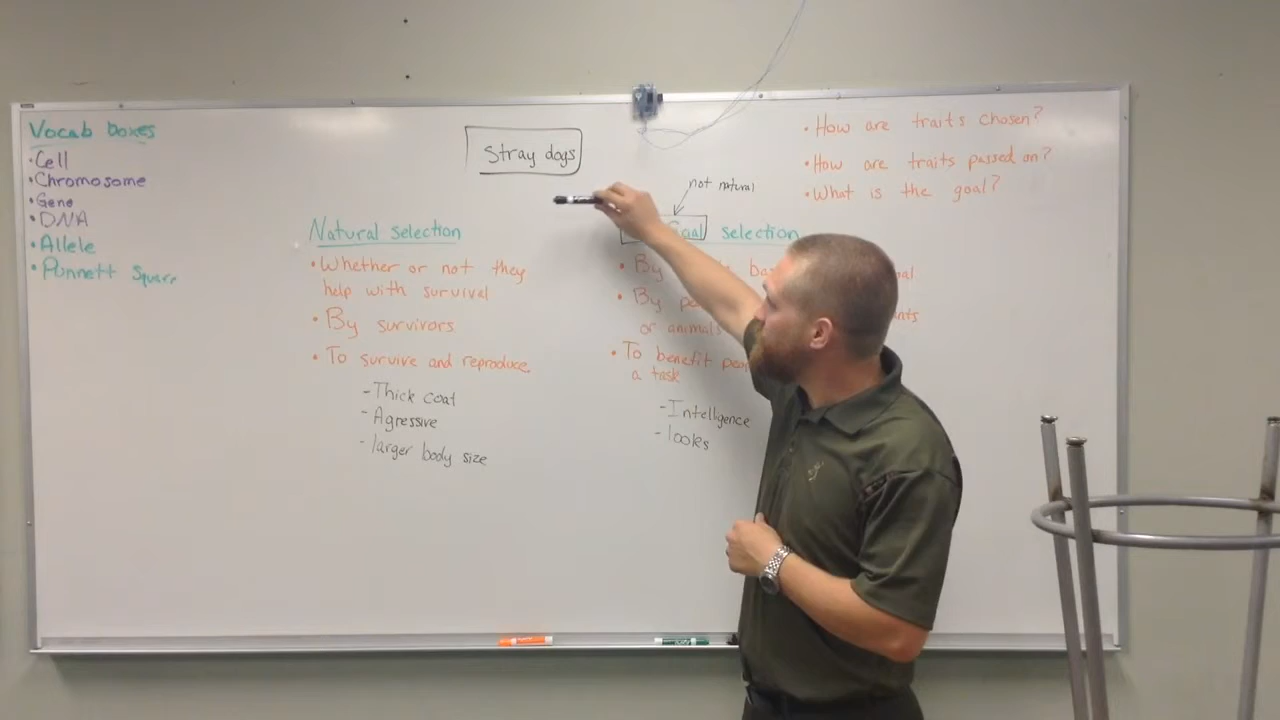 Vocab boxes
•Cell
•Chromosome
•Gene
•DNA
•Allele
•Punnett Square
Stray dogs
•How are traits chosen?
•How are traits passed on?
•What is the goal?
Natural selection
•Whether or not they
help with survival
•By survivors
•To survive and reproduce
-Thick coat
-Agressive
-larger body size
not natural
selection
•By
•By
or animals
•To benefit
a task
-Intelligence
-looks